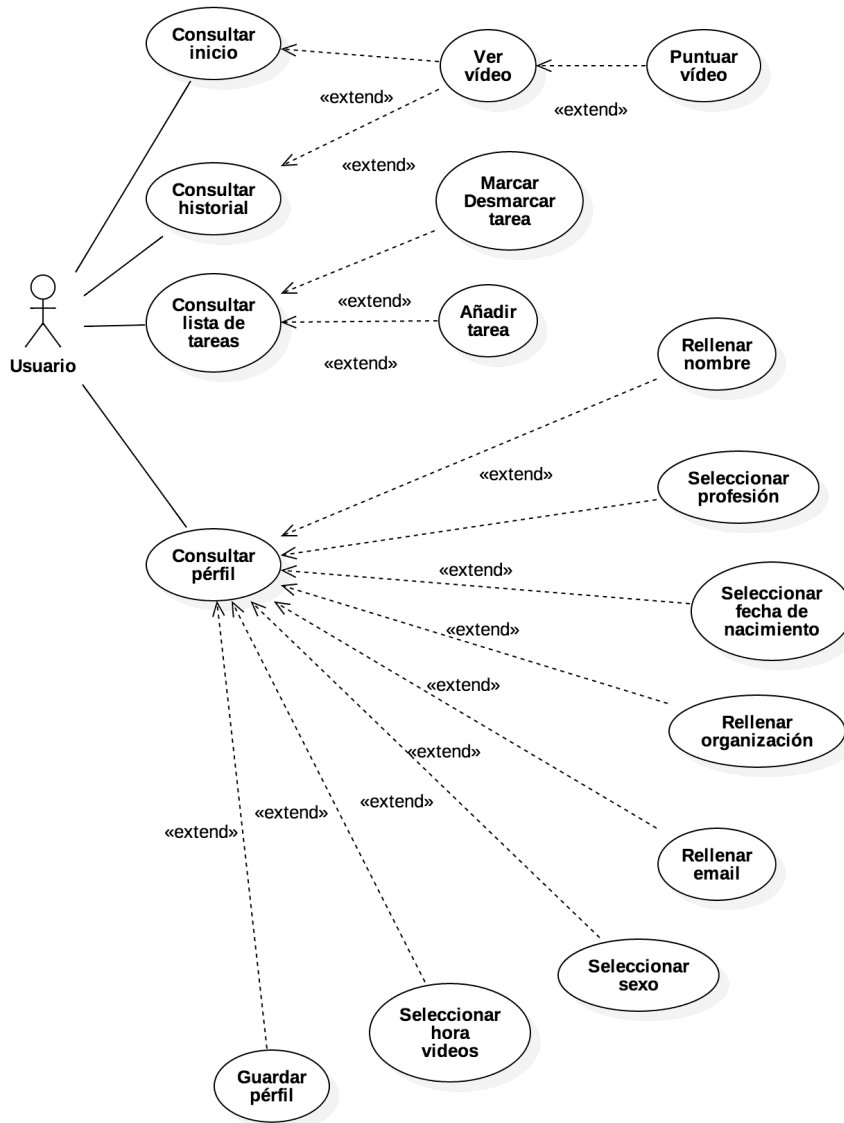 Consultar
inicio
Ver
vídeo
Puntuar
vídeo
«extend»
«extend»
«extend»
Consultar
historial
Marcar
Desmarcar
tarea
Consultar
lista de
tareas
«extend»
Añadir
tarea
«extend»
Usuario
Rellenar
nombre
«extend»
Seleccionar
profesión
Consultar
pérfil
«extend»
Seleccionar
fecha de
nacimiento
«extend»
«extend»
Rellenar
organización
«extend»
«extend»
«extend»
«extend»
Rellenar
email
Seleccionar
sexo
Seleccionar
hora
videos
Guardar
pérfil